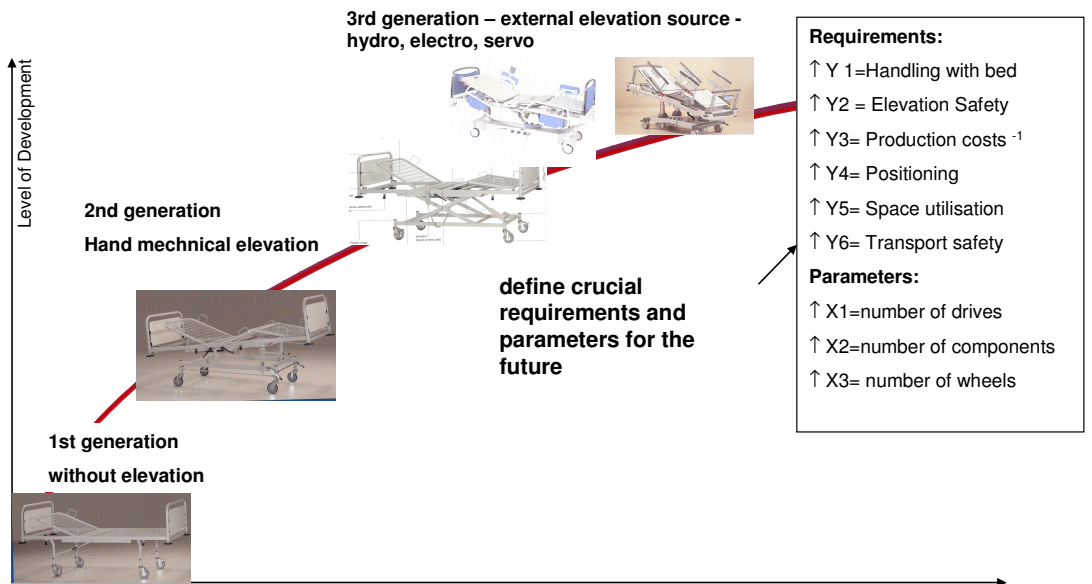 3rd generation – external elevation source -
hydro, electro, servo
Level of Development
2nd generation
Hand mechnical elevation
1st generation
without elevation
define crucial
requirements and
parameters for the
future
Requirements:
↑ Y 1=Handling with bed
↑ Y2 = Elevation Safety
↑ Y3= Production costs ⁻¹
↑ Y4= Positioning
↑ Y5= Space utilisation
↑ Y6= Transport safety
Parameters:
↑ X1=number of drives
↑ X2=number of components
↑ X3= number of wheels